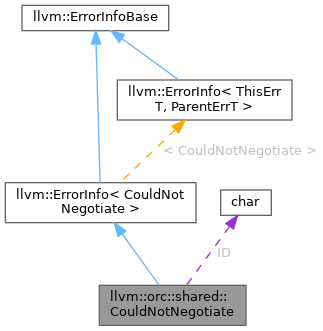 llvm::ErrorInfoBase
llvm::ErrorInfo< ThisErr
T, ParentErrT >
< CouldNotNegotiate >
llvm::ErrorInfo< CouldNot
Negotiate >
char
ID
llvm::orc::shared::
CouldNotNegotiate